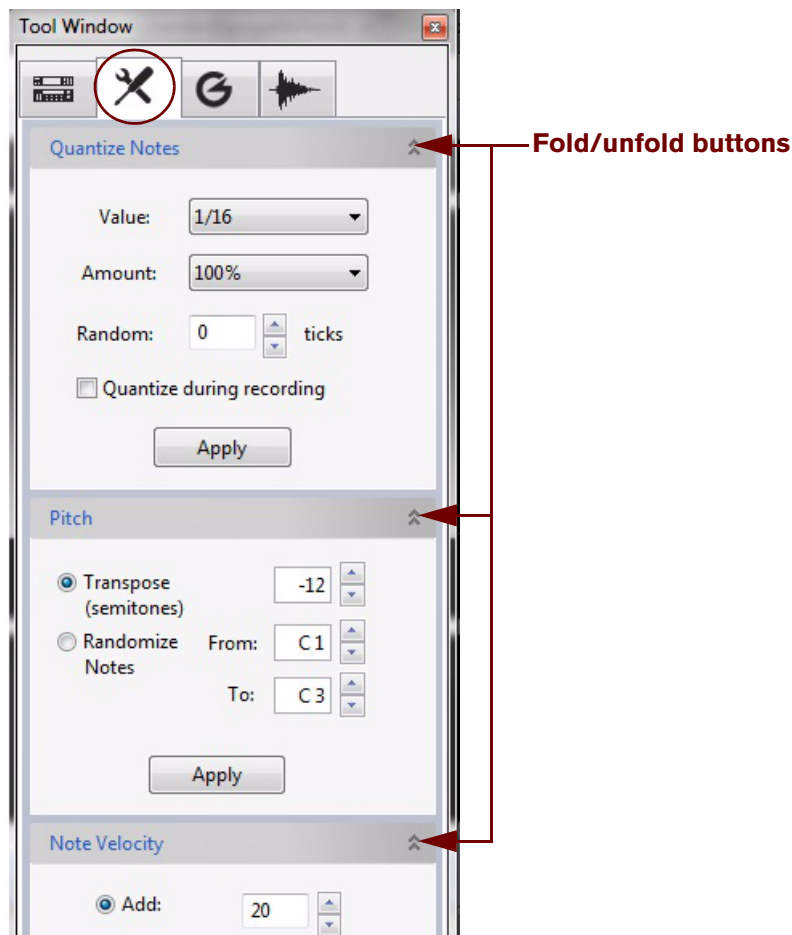 Tool Window
Quantize Notes
Fold/unfold buttons
Value: 1/16
Amount: 100%
Random: 0 ticks
Quantize during recording
Apply
Pitch
Transpose -12
(semitones)
Randomize From: C 1
Notes
To: C 3
Apply
Note Velocity
Add: 20